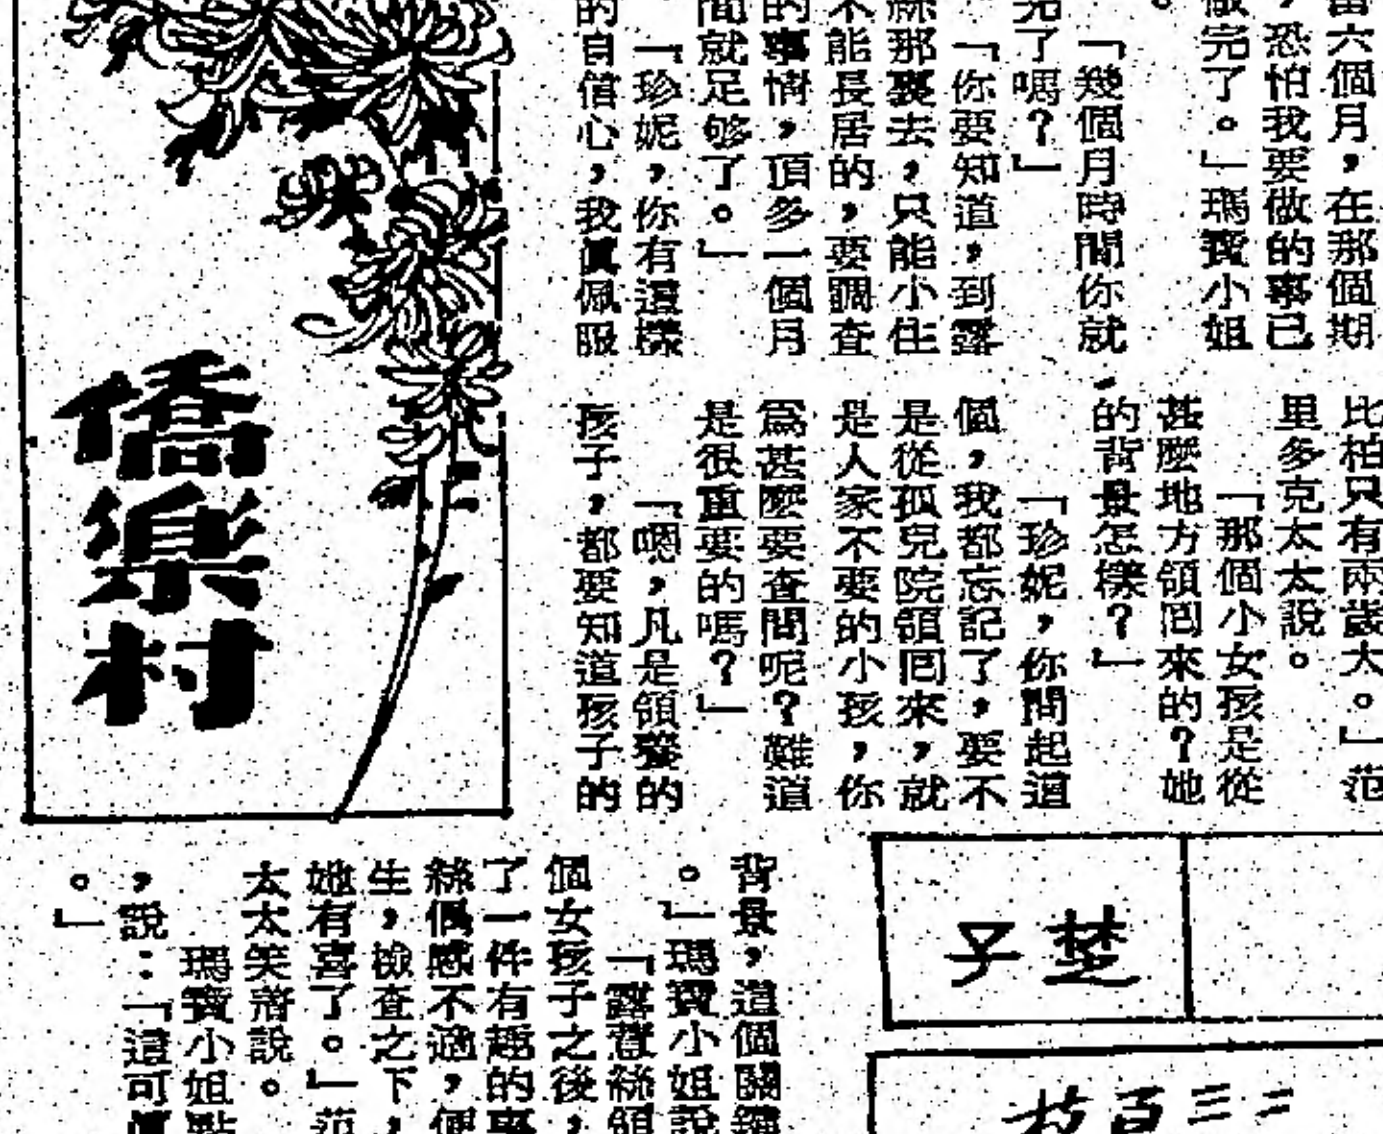 當六個月，在那個期
，恐怕我要做的事已
做完了。」瑪寶小姐
。
「幾個月時間你就
完了嗎？」
「你要知道，到露
絲那裏去，只能小住
不能長居的，要調查
的事情，頂多一個月
間就足够了。」
「珍妮，你有這樣
的自信心，我眞佩服
比柏只有兩歲大。」范
里多克太太說。
「那個小女孩是從
甚麼地方領囘來的？她
的背景怎樣？」
「珍妮，你問起這
個，我都忘記了，要不
是從孤兒院領囘來，就
是人家不要的小孩，你
爲甚麼要查問呢？難道
是很重要的嗎？」
「嗯，凡是領養的
孩子，都要知道孩子的
背景，這個關鍵
。」瑪寶小姐說
「露薏絲領
個女孩子之後，
了一件有趣的事
絲偶感不適，便
生，檢查之下，
她有喜了。」范
太太笑著說。
瑪寶小姐點
，說：「這可眞
。」
僑樂村
楚子